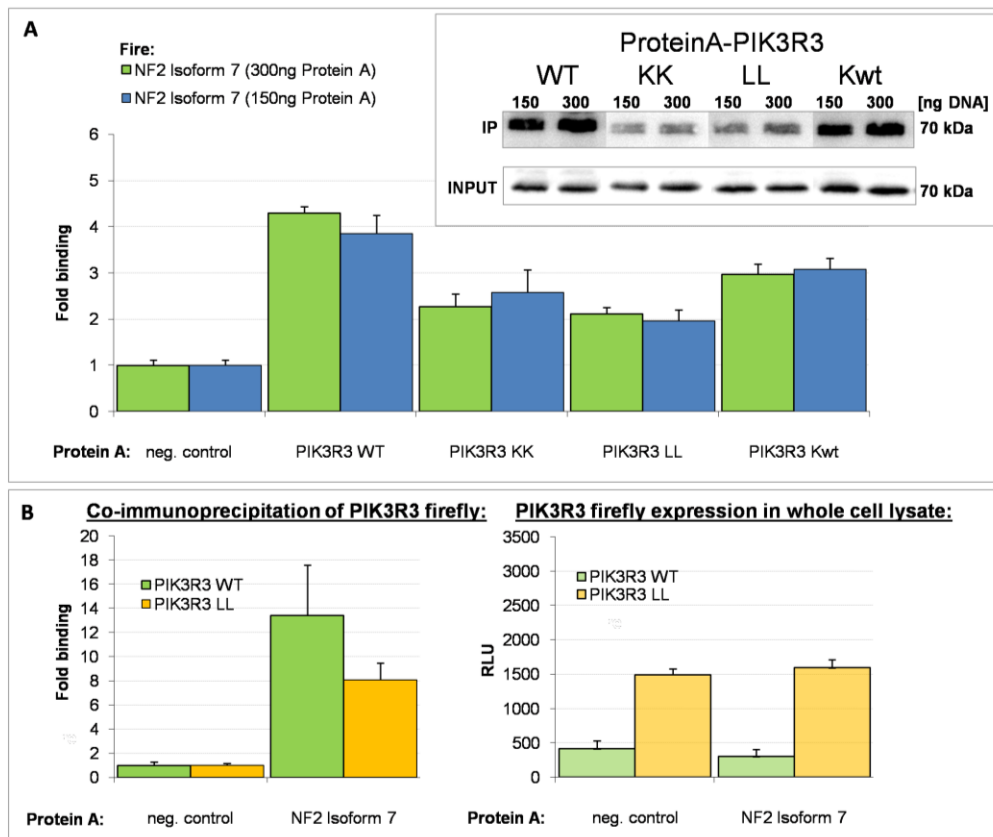 A
Fire:
NF2 Isoform 7 (300ng Protein A)
NF2 Isoform 7 (150ng Protein A)
ProteinA-PIK3R3
WT KK LL Kwt
150 300 150 300 150 300 150 300 [ng DNA]
IP 70 kDa
INPUT 70 kDa
Fold binding
6
5
4
3
2
1
0
Protein A: neg. control PIK3R3 WT PIK3R3 KK PIK3R3 LL PIK3R3 Kwt
B
Co-immunoprecipitation of PIK3R3 firefly:
Fold binding
20
18
16
14
12
10
8
6
4
2
0
PIK3R3 WT
PIK3R3 LL
Protein A: neg. control NF2 Isoform 7
PIK3R3 firefly expression in whole cell lysate:
RLU
3500
3000
2500
2000
1500
1000
500
0
PIK3R3 WT
PIK3R3 LL
Protein A: neg. control NF2 Isoform 7